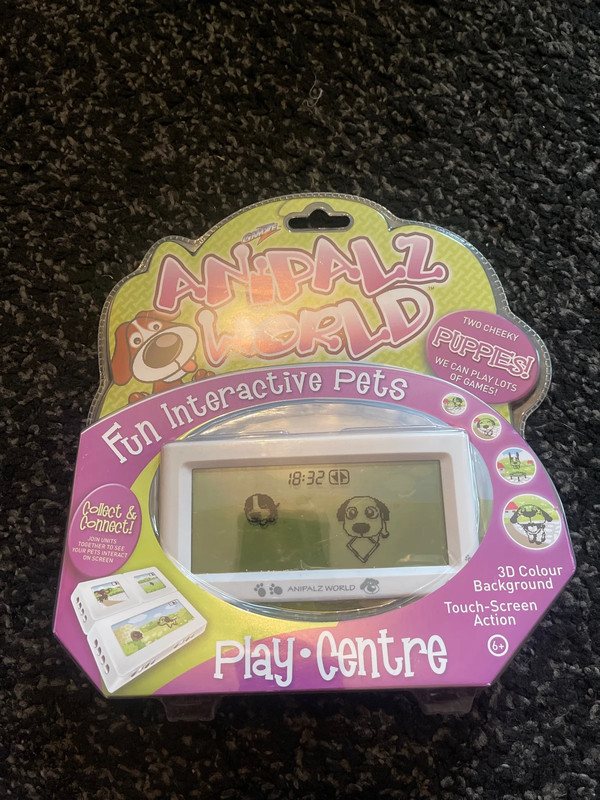 ANIPALZ
WORLD
TWO CHEEKY
PUPPIES!
WE CAN PLAY LOTS
OF GAMES!
Fun Interactive Pets
18:32
Collect &
Connect!
JOIN UNITS
TOGETHER TO SEE
YOUR PETS INTERACT
ON SCREEN
ANIPALZ WORLD
3D Colour
Background
Touch-Screen
Action
6+
Play·Centre